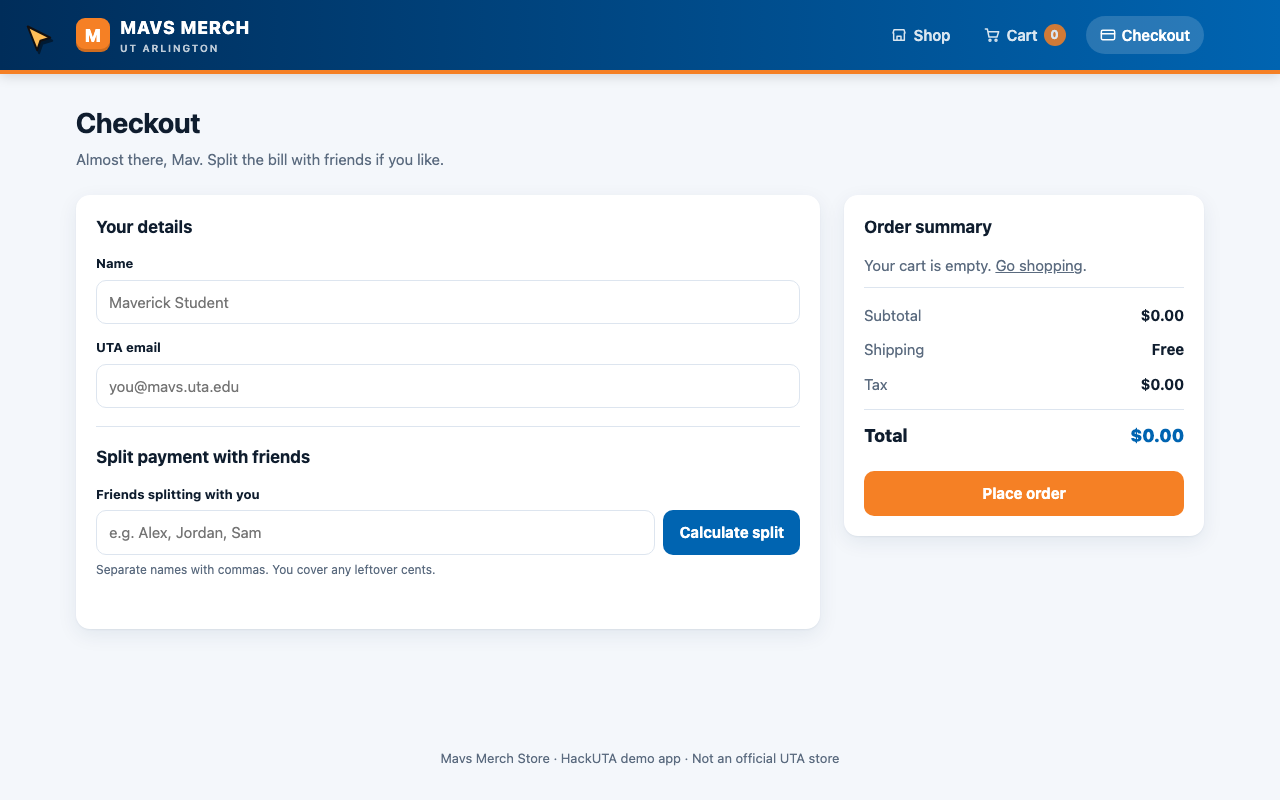 M
MAVS MERCH
UT ARLINGTON
Shop
Cart 0
Checkout
Checkout
Almost there, Mav. Split the bill with friends if you like.
Your details
Name
Maverick Student
UTA email
you@mavs.uta.edu
Split payment with friends
Friends splitting with you
e.g. Alex, Jordan, Sam
Calculate split
Separate names with commas. You cover any leftover cents.
Order summary
Your cart is empty. Go shopping.
Subtotal $0.00
Shipping Free
Tax $0.00
Total $0.00
Place order
Mavs Merch Store · HackUTA demo app · Not an official UTA store